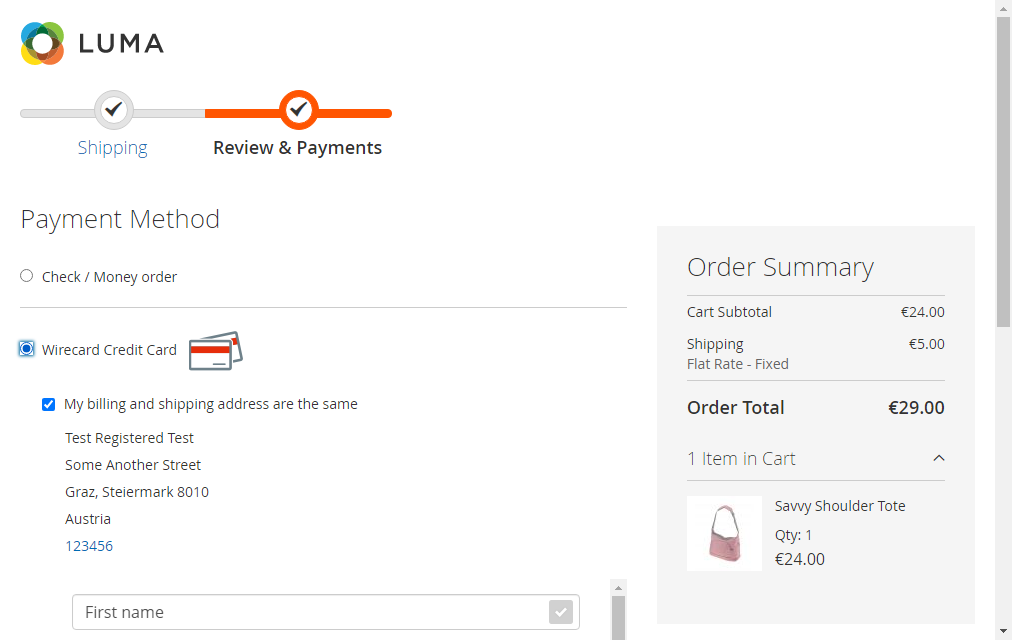 LUMA
Shipping
Review & Payments
Payment Method
Check / Money order
Wirecard Credit Card
My billing and shipping address are the same
Test Registered Test
Some Another Street
Graz, Steiermark 8010
Austria
123456
First name
Order Summary
Cart Subtotal €24.00
Shipping €5.00
Flat Rate - Fixed
Order Total €29.00
1 Item in Cart
Savvy Shoulder Tote
Qty: 1
€24.00